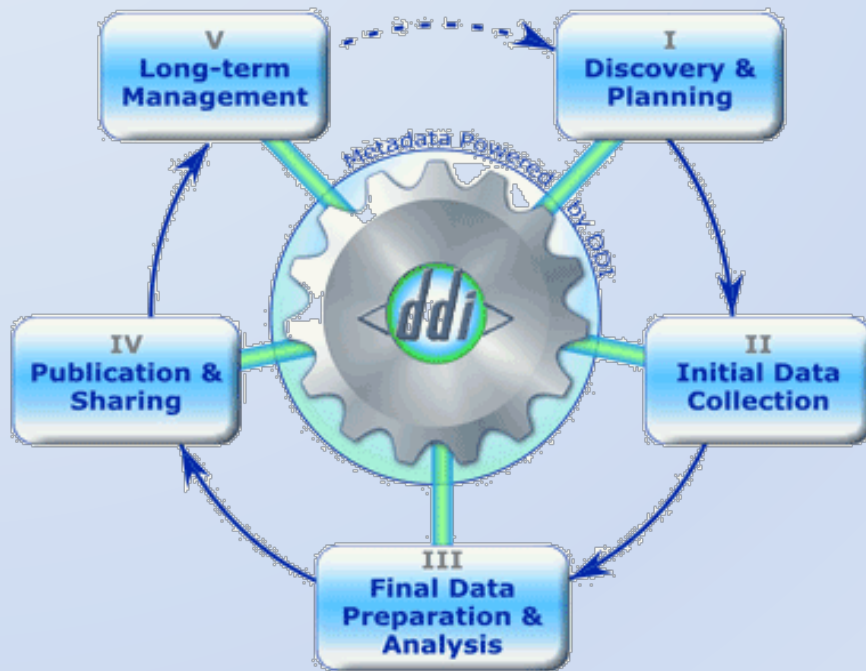 V
Long-term
Management
I
Discovery &
Planning
Metadata Powered by DDI
ddi
IV
Publication &
Sharing
II
Initial Data
Collection
III
Final Data
Preparation &
Analysis